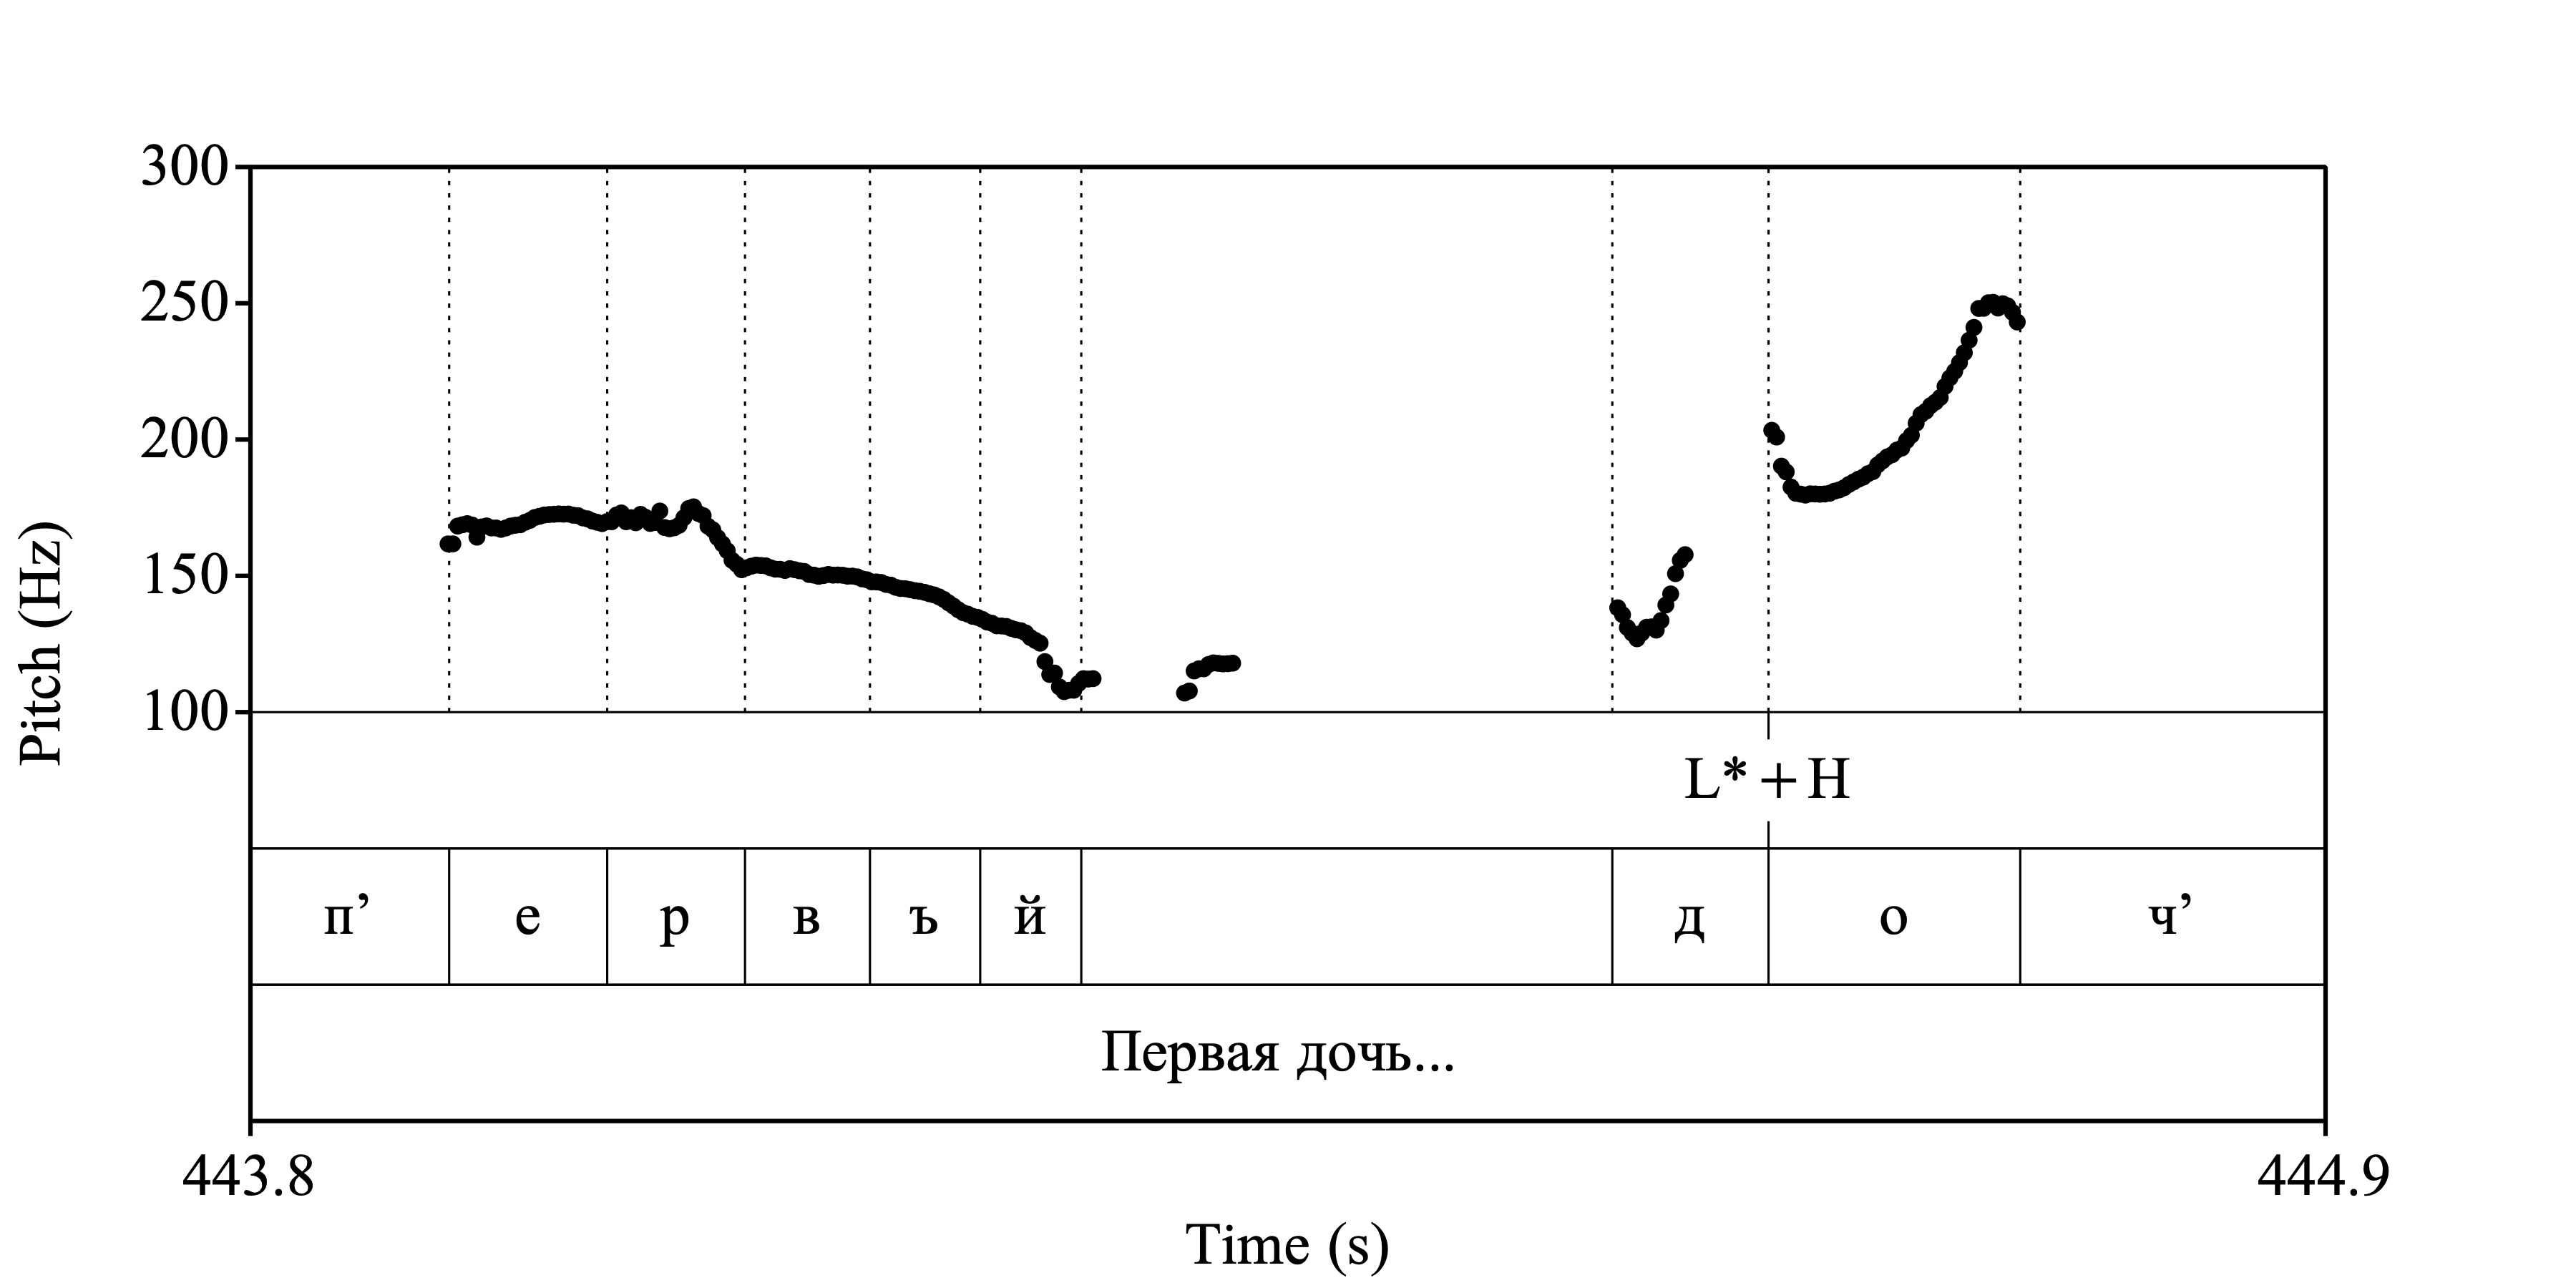 300
250
200
150
100
Pitch (Hz)
L*+H
п’ е р в ъ й д о ч’
Первая дочь...
443.8 444.9
Time (s)